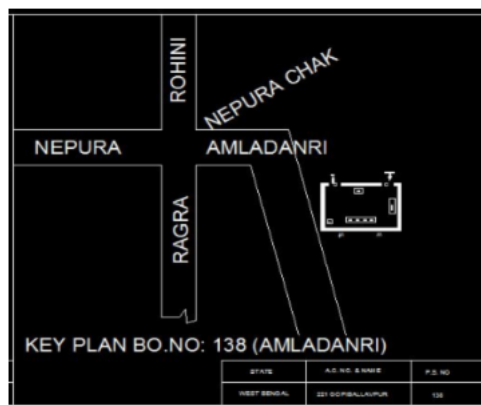 ROHINI
NEPURA CHAK
NEPURA
AMLADANRI
RAGRA
KEY PLAN BO.NO: 138 (AMLADANRI)
STATE A.C. NO. & NAME P.S. NO
WEST BENGAL 221 GOPIBALLAVPUR 138